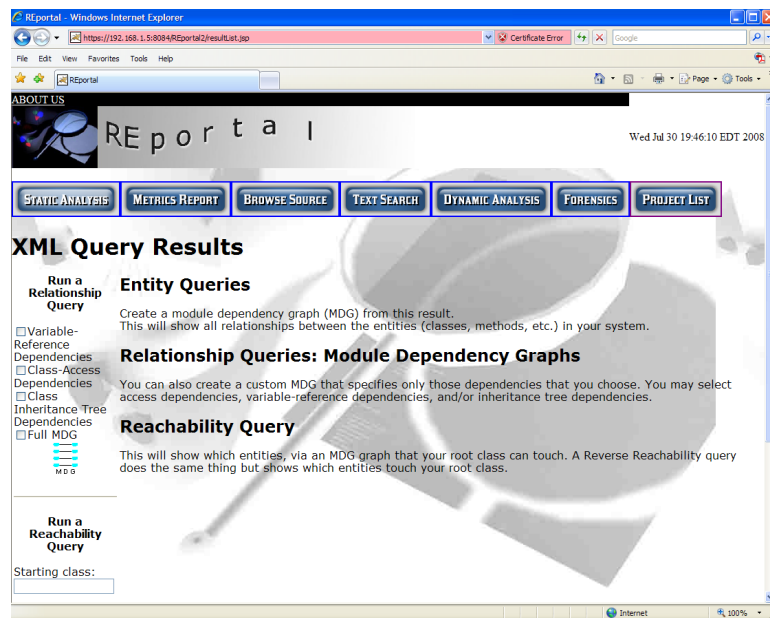 REportal - Windows Internet Explorer
https://192.168.1.5:8084/REportal2/resultList.jsp
Certificate Error
Google
File Edit View Favorites Tools Help
REportal
Page
Tools
ABOUT US
REportal
Wed Jul 30 19:46:10 EDT 2008
STATIC ANALYSIS
METRICS REPORT
BROWSE SOURCE
TEXT SEARCH
DYNAMIC ANALYSIS
FORENSICS
PROJECT LIST
XML Query Results
Run a
Relationship
Query
Variable-
Reference
Dependencies
Class-Access
Dependencies
Class
Inheritance Tree
Dependencies
Full MDG
MDG
Run a
Reachability
Query
Starting class:
Entity Queries
Create a module dependency graph (MDG) from this result.
This will show all relationships between the entities (classes, methods, etc.) in your system.
Relationship Queries: Module Dependency Graphs
You can also create a custom MDG that specifies only those dependencies that you choose. You may select
access dependencies, variable-reference dependencies, and/or inheritance tree dependencies.
Reachability Query
This will show which entities, via an MDG graph that your root class can touch. A Reverse Reachability query
does the same thing but shows which entities touch your root class.
Internet
100%